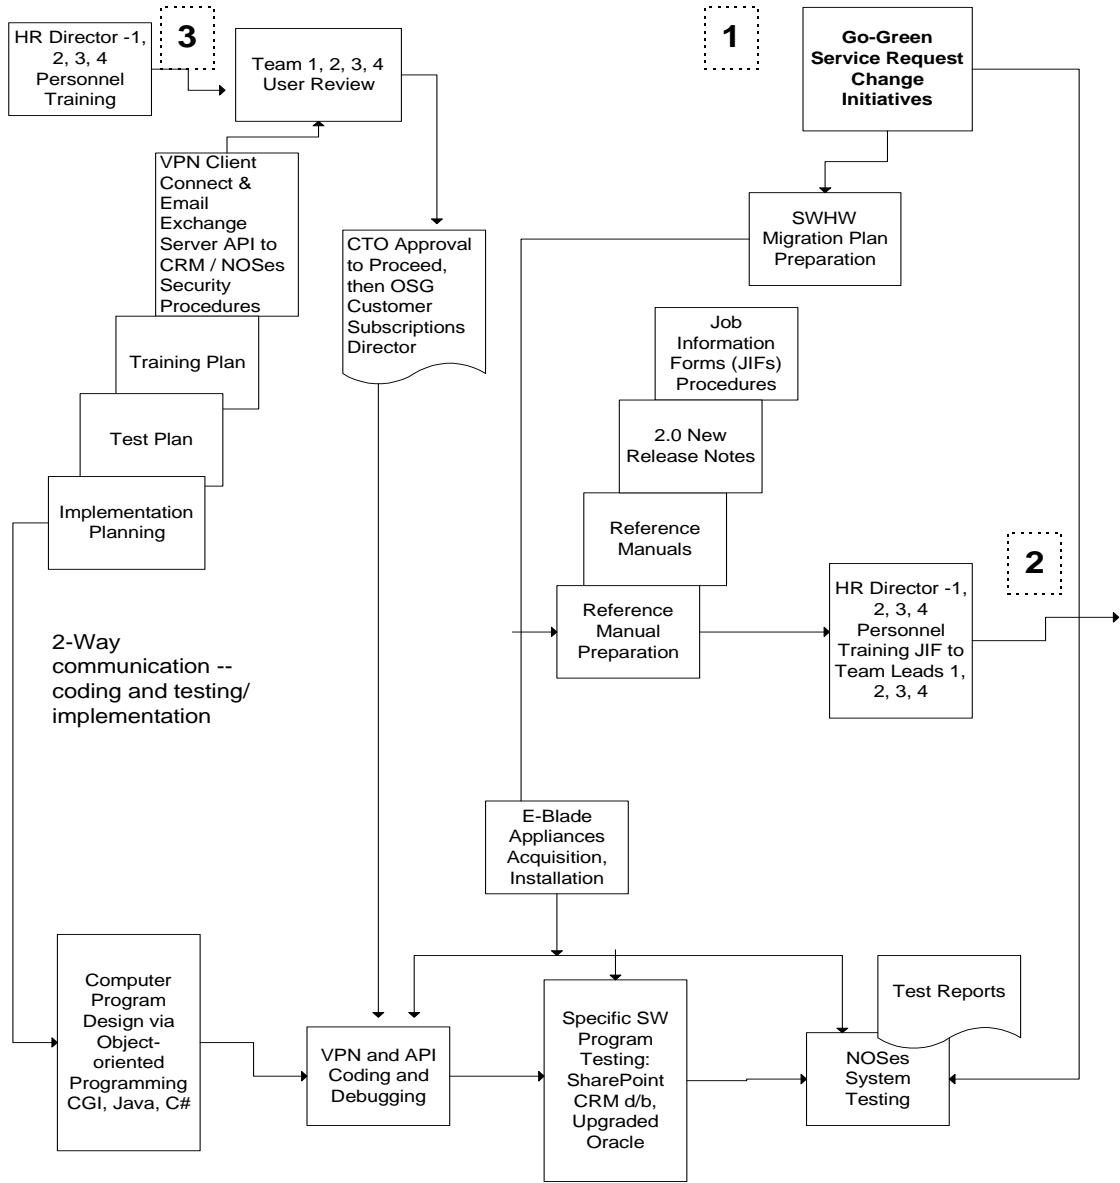 HR Director -1,
2, 3, 4
Personnel
Training
3
Team 1, 2, 3, 4
User Review
1
Go-Green
Service Request
Change
Initiatives
VPN Client
Connect &
Email
Exchange
Server API to
CRM / NOSes
Security
Procedures
SWHW
Migration Plan
Preparation
CTO Approval
to Proceed,
then OSG
Customer
Subscriptions
Director
Training Plan
Job
Information
Forms (JIFs)
Procedures
Test Plan
2.0 New
Release Notes
Implementation
Planning
Reference
Manuals
2
Reference
Manual
Preparation
HR Director -1,
2, 3, 4
Personnel
Training JIF to
Team Leads 1,
2, 3, 4
2-Way
communication --
coding and testing/
implementation
E-Blade
Appliances
Acquisition,
Installation
Computer
Program
Design via
Object-
oriented
Programming
CGI, Java, C#
VPN and API
Coding and
Debugging
Specific SW
Program
Testing:
SharePoint
CRM d/b,
Upgraded
Oracle
Test Reports
NOSes
System
Testing